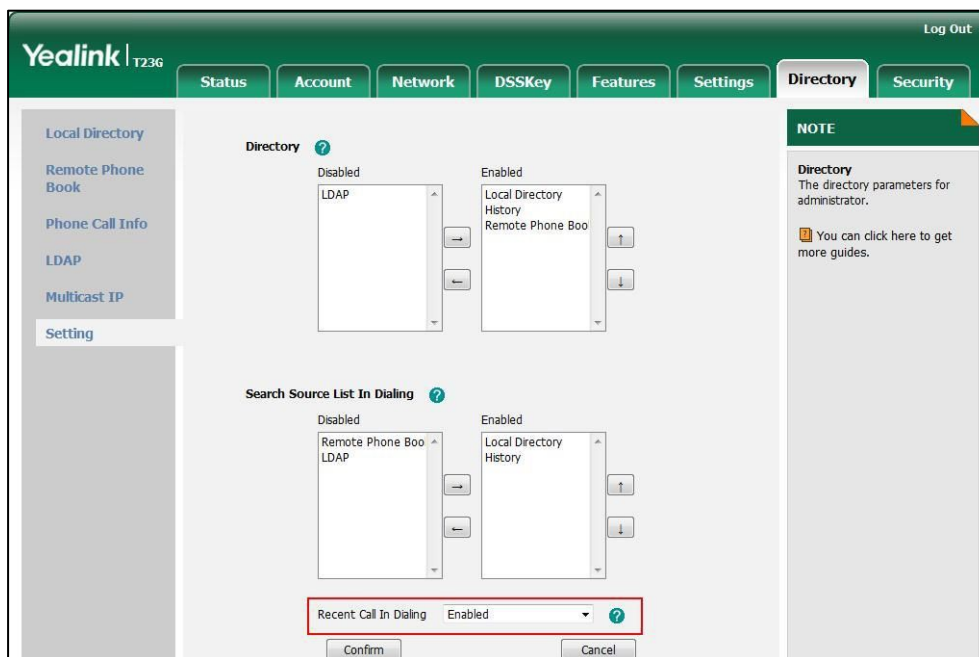 Log Out
Yealink T23G
Status Account Network DSSKey Features Settings Directory Security
Local Directory
Remote Phone
Book
Phone Call Info
LDAP
Multicast IP
Setting
Directory ?
Disabled Enabled
LDAP
Local Directory
History
Remote Phone Boo
→ ↑
← ↓
Search Source List In Dialing ?
Disabled Enabled
Remote Phone Boo
LDAP
Local Directory
History
→ ↑
← ↓
Recent Call In Dialing Enabled ?
Confirm Cancel
NOTE
Directory
The directory parameters for
administrator.
? You can click here to get
more guides.